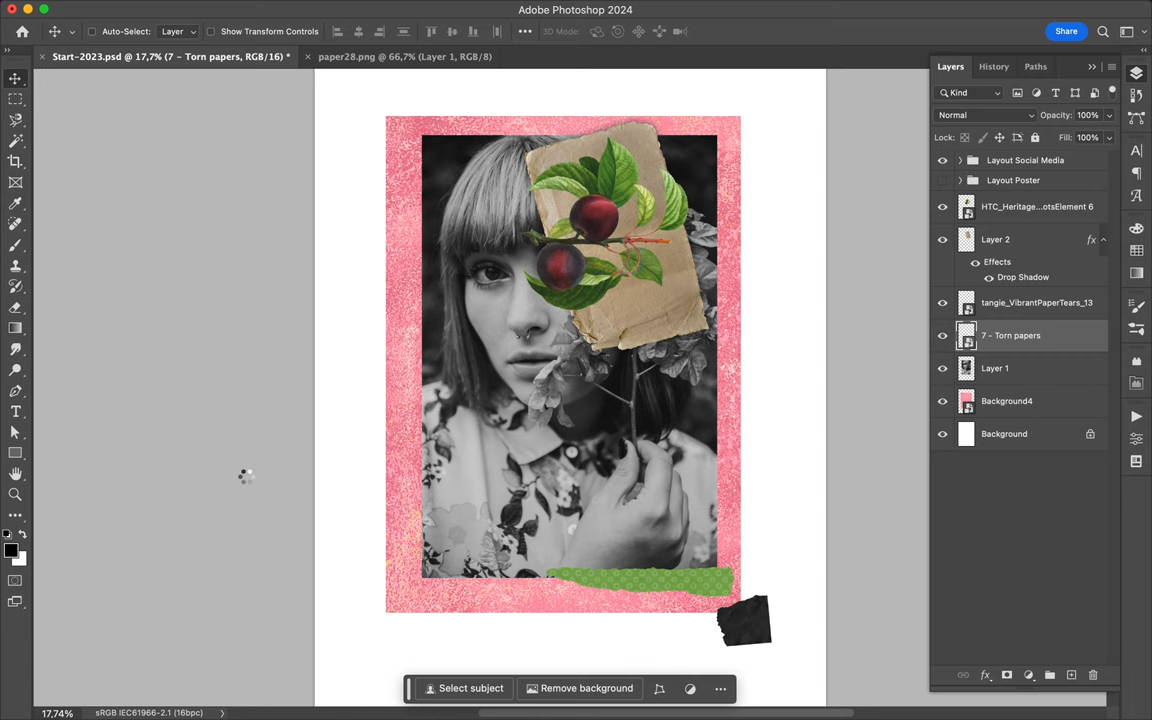 Adobe Photoshop 2024
Auto-Select:
Layer
Show Transform Controls
3D Mode:
Share
Start-2023.psd @ 17,7% (7 - Torn papers, RGB/16) *
paper28.png @ 66,7% (Layer 1, RGB/8)
Layers
History
Paths
Kind
Normal
Opacity:
100%
Lock:
Fill:
100%
Layout Social Media
Layout Poster
HTC_Heritage...otsElement 6
Layer 2
fx
Effects
Drop Shadow
tangie_VibrantPaperTears_13
7 - Torn papers
Layer 1
Background4
Background
Select subject
Remove background
17,74%
sRGB IEC61966-2.1 (16bpc)
fx